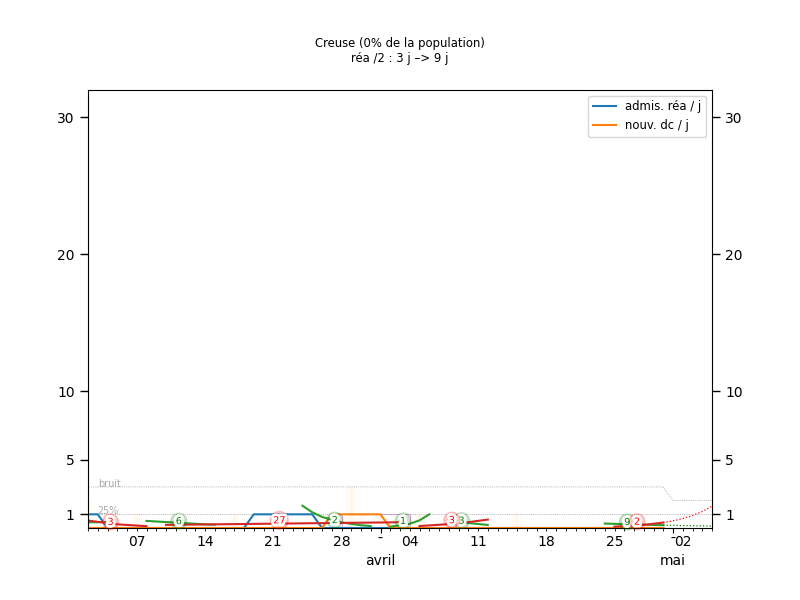 Creuse (0% de la population)
réa /2 : 3 j –> 9 j
admis. réa / j
nouv. dc / j
30 30
20 20
10 10
5 5
bruit
25%
1 1
3 6 27 2 1 3 3 9 2
07 14 21 28 - 04 11 18 25 - 02
avril mai